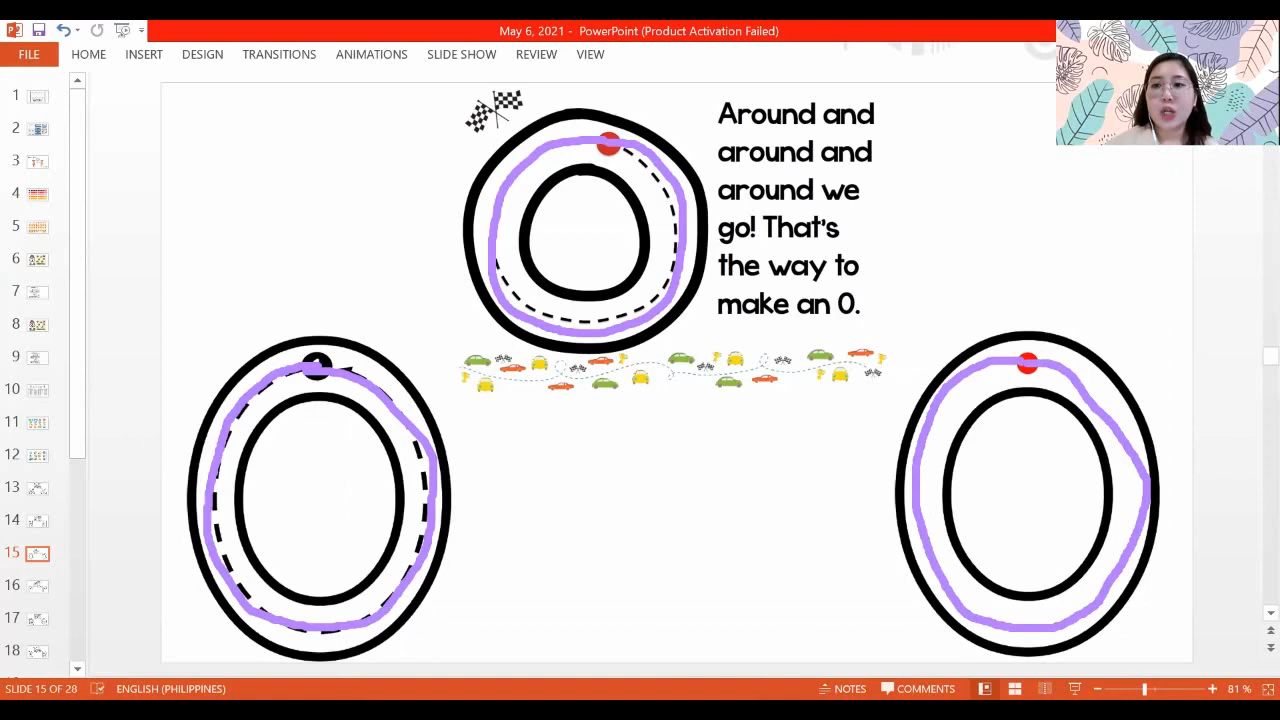 May 6, 2021 - PowerPoint (Product Activation Failed)
FILE HOME INSERT DESIGN TRANSITIONS ANIMATIONS SLIDE SHOW REVIEW VIEW
1
2
3
4
5
6
7
8
9
10
11
12
13
14
15
16
17
18
Around and
around and
around we
go! That's
the way to
make an 0.
SLIDE 15 OF 28 ENGLISH (PHILIPPINES) NOTES COMMENTS 81 %